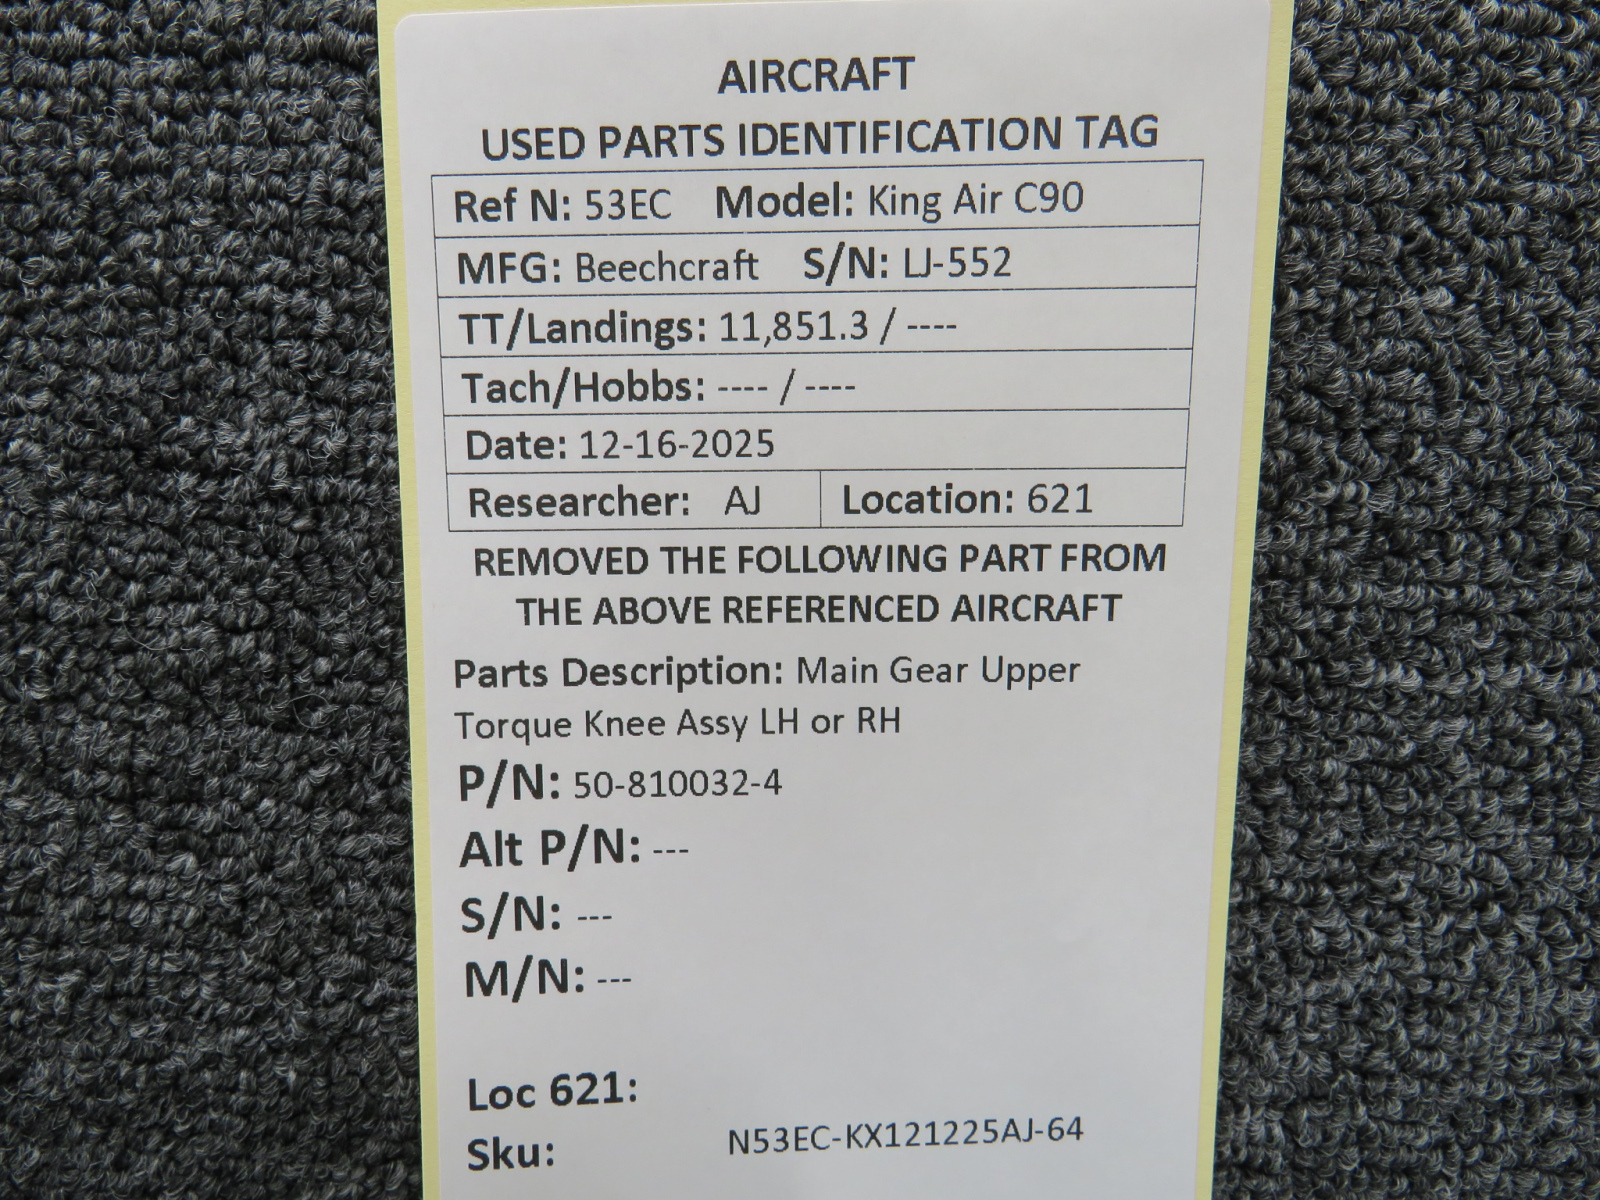 AIRCRAFT
USED PARTS IDENTIFICATION TAG
Ref N: 53EC Model: King Air C90
MFG: Beechcraft S/N: LJ-552
TT/Landings: 11,851.3 / ----
Tach/Hobbs: ---- / ----
Date: 12-16-2025
Researcher: AJ Location: 621
REMOVED THE FOLLOWING PART FROM
THE ABOVE REFERENCED AIRCRAFT
Parts Description: Main Gear Upper
Torque Knee Assy LH or RH
P/N: 50-810032-4
Alt P/N: ---
S/N: ---
M/N: ---
Loc 621:
Sku: N53EC-KX121225AJ-64